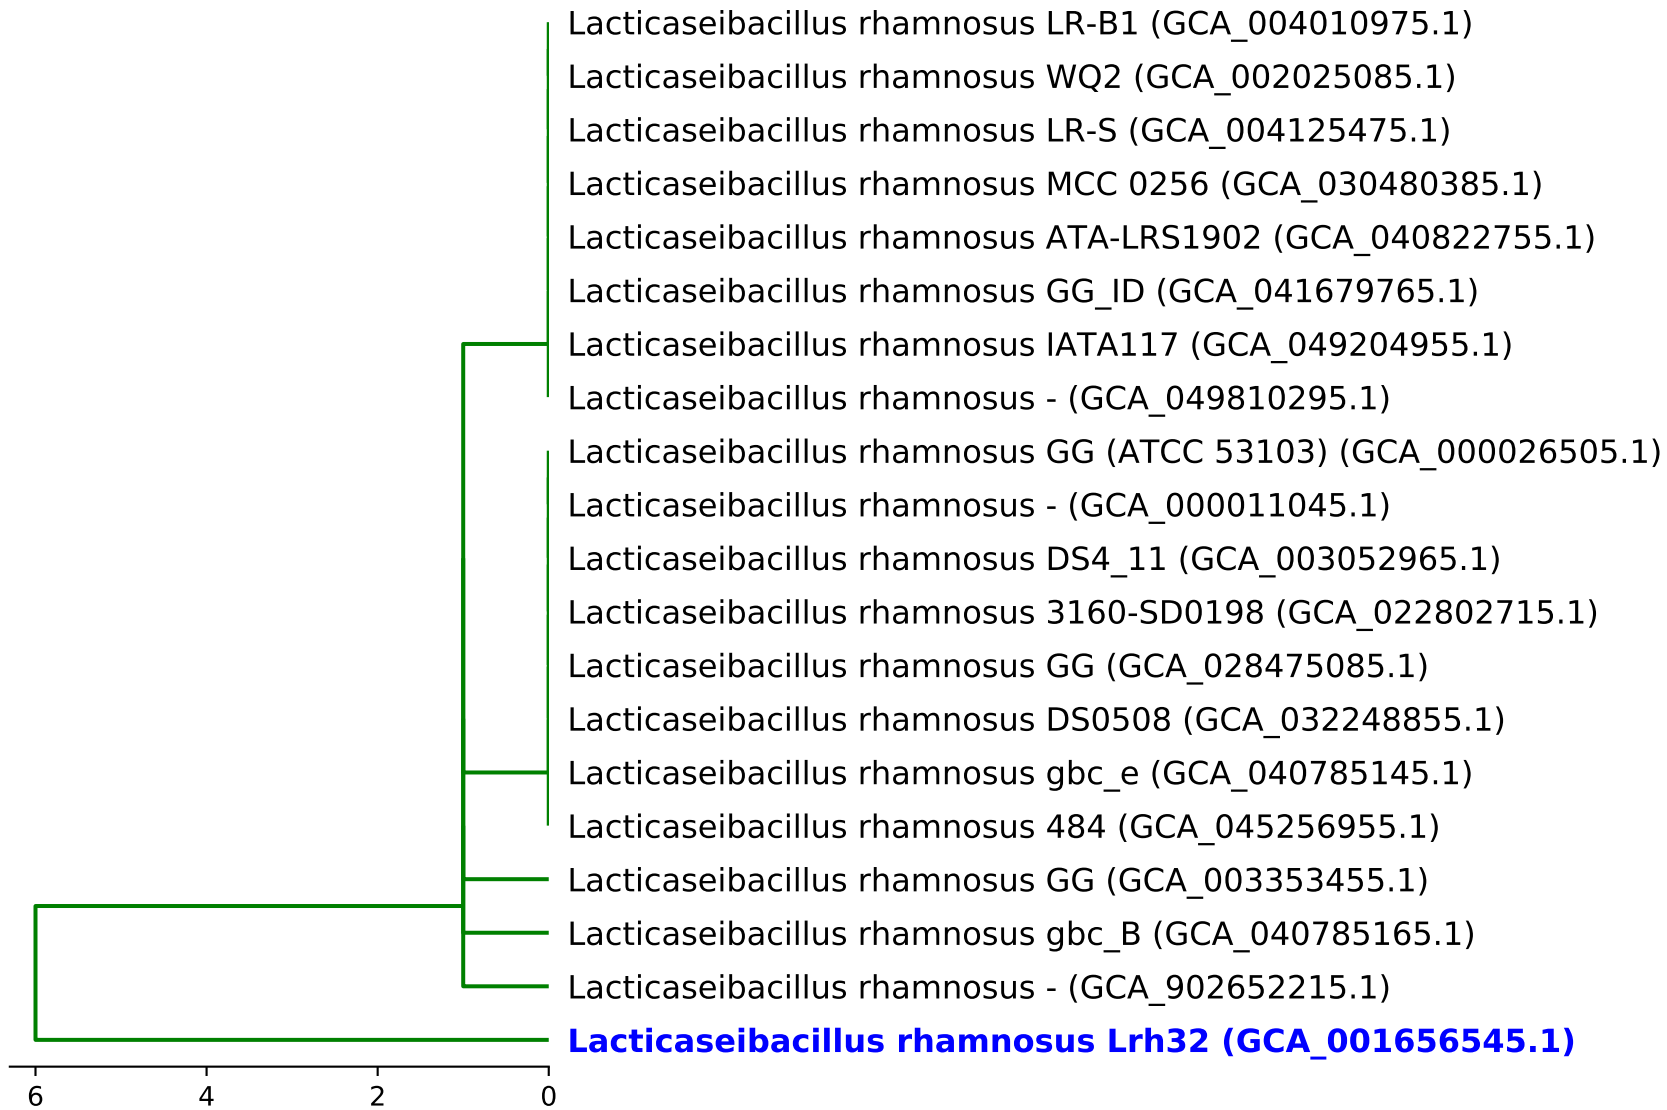 Lacticaseibacillus rhamnosus LR-B1 (GCA_004010975.1)
Lacticaseibacillus rhamnosus WQ2 (GCA_002025085.1)
Lacticaseibacillus rhamnosus LR-S (GCA_004125475.1)
Lacticaseibacillus rhamnosus MCC 0256 (GCA_030480385.1)
Lacticaseibacillus rhamnosus ATA-LRS1902 (GCA_040822755.1)
Lacticaseibacillus rhamnosus GG_ID (GCA_041679765.1)
Lacticaseibacillus rhamnosus IATA117 (GCA_049204955.1)
Lacticaseibacillus rhamnosus - (GCA_049810295.1)
Lacticaseibacillus rhamnosus GG (ATCC 53103) (GCA_000026505.1)
Lacticaseibacillus rhamnosus - (GCA_000011045.1)
Lacticaseibacillus rhamnosus DS4_11 (GCA_003052965.1)
Lacticaseibacillus rhamnosus 3160-SD0198 (GCA_022802715.1)
Lacticaseibacillus rhamnosus GG (GCA_028475085.1)
Lacticaseibacillus rhamnosus DS0508 (GCA_032248855.1)
Lacticaseibacillus rhamnosus gbc_e (GCA_040785145.1)
Lacticaseibacillus rhamnosus 484 (GCA_045256955.1)
Lacticaseibacillus rhamnosus GG (GCA_003353455.1)
Lacticaseibacillus rhamnosus gbc_B (GCA_040785165.1)
Lacticaseibacillus rhamnosus - (GCA_902652215.1)
Lacticaseibacillus rhamnosus Lrh32 (GCA_001656545.1)
6 4 2 0